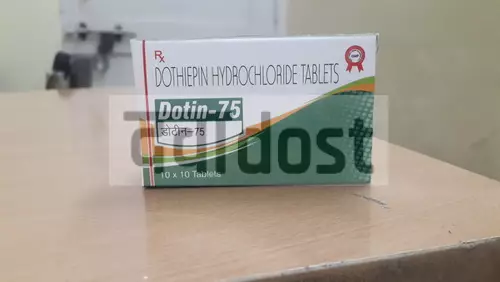 Rx
DOTHIEPIN HYDROCHLORIDE TABLETS
Dotin-75
डोटीन-75
10 x 10 Tablets